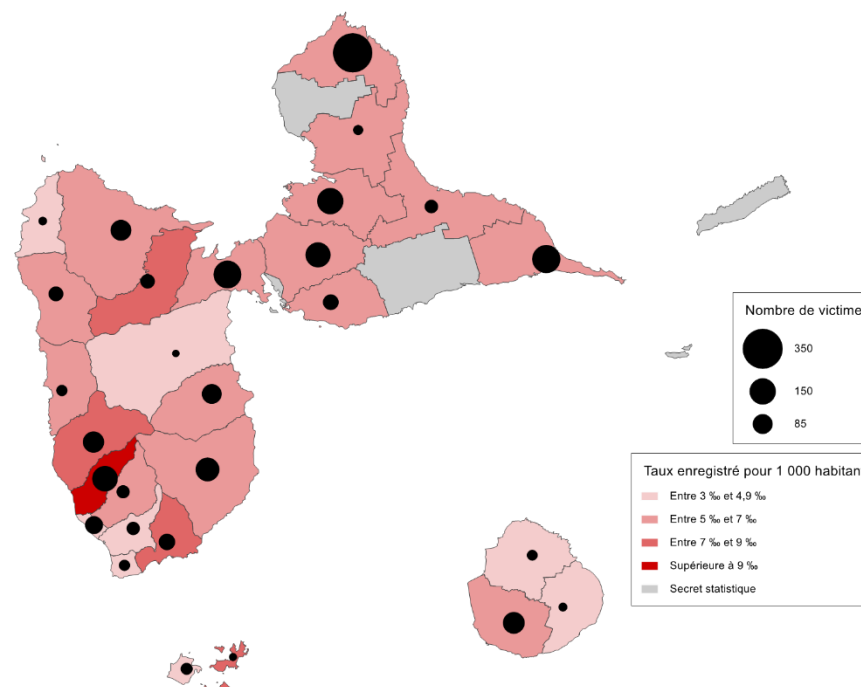 Nombre de victime
350
150
85
Taux enregistré pour 1 000 habitan
Entre 3 ‰ et 4,9 ‰
Entre 5 ‰ et 7 ‰
Entre 7 ‰ et 9 ‰
Supérieure à 9 ‰
Secret statistique